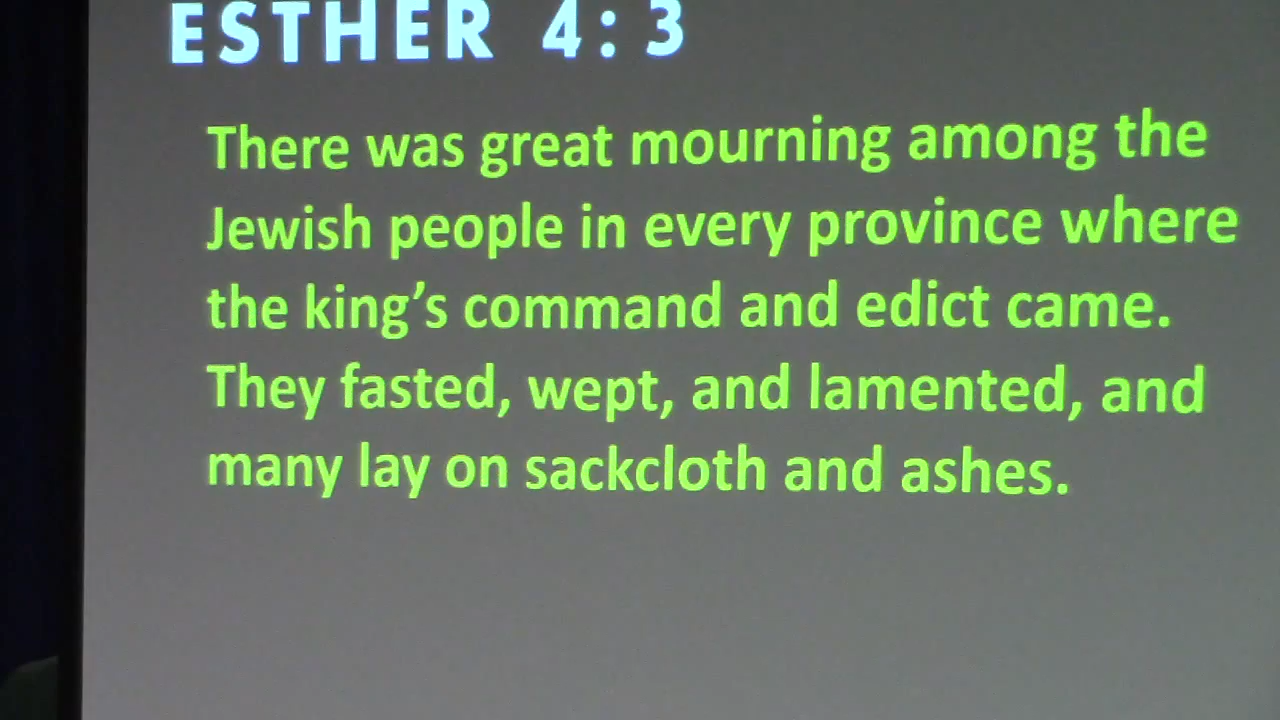 ESTHER 4:3
There was great mourning among the
Jewish people in every province where
the king’s command and edict came.
They fasted, wept, and lamented, and
many lay on sackcloth and ashes.